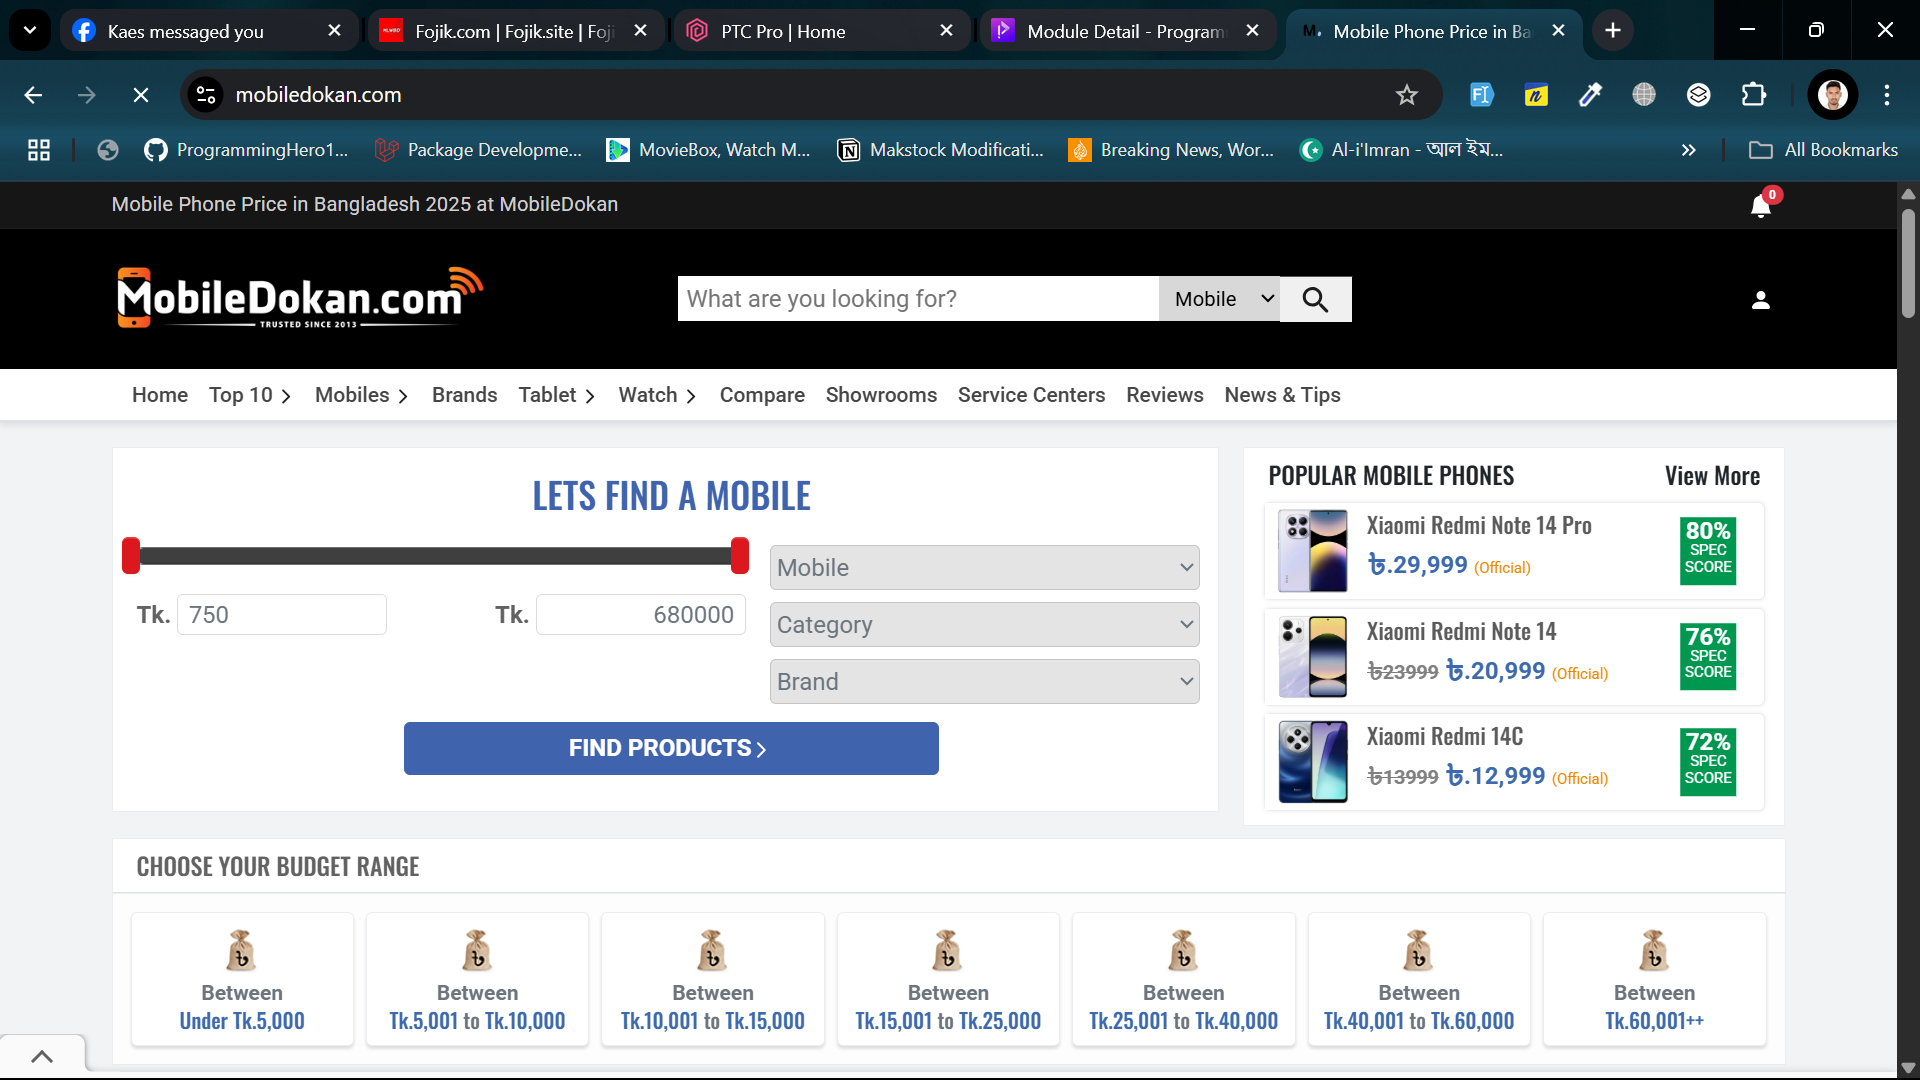 Kaes messaged you
Fojik.com | Fojik.site | Foji
PTC Pro | Home
Module Detail - Program
Mobile Phone Price in Ba
mobiledokan.com
ProgrammingHero1...
Package Developme...
MovieBox, Watch M...
Makstock Modificati...
Breaking News, Wor...
Al-i'Imran - আল ইম...
All Bookmarks
Mobile Phone Price in Bangladesh 2025 at MobileDokan
0
MobileDokan.com
TRUSTED SINCE 2013
What are you looking for?
Mobile
Home
Top 10
Mobiles
Brands
Tablet
Watch
Compare
Showrooms
Service Centers
Reviews
News & Tips
LETS FIND A MOBILE
Tk. 750
Tk. 680000
Mobile
Category
Brand
FIND PRODUCTS
POPULAR MOBILE PHONES
View More
Xiaomi Redmi Note 14 Pro
৳.29,999 (Official)
80%
SPEC
SCORE
Xiaomi Redmi Note 14
৳23999 ৳.20,999 (Official)
76%
SPEC
SCORE
Xiaomi Redmi 14C
৳13999 ৳.12,999 (Official)
72%
SPEC
SCORE
CHOOSE YOUR BUDGET RANGE
৳
Between
Under Tk.5,000
৳
Between
Tk.5,001 to Tk.10,000
৳
Between
Tk.10,001 to Tk.15,000
৳
Between
Tk.15,001 to Tk.25,000
৳
Between
Tk.25,001 to Tk.40,000
৳
Between
Tk.40,001 to Tk.60,000
৳
Between
Tk.60,001++